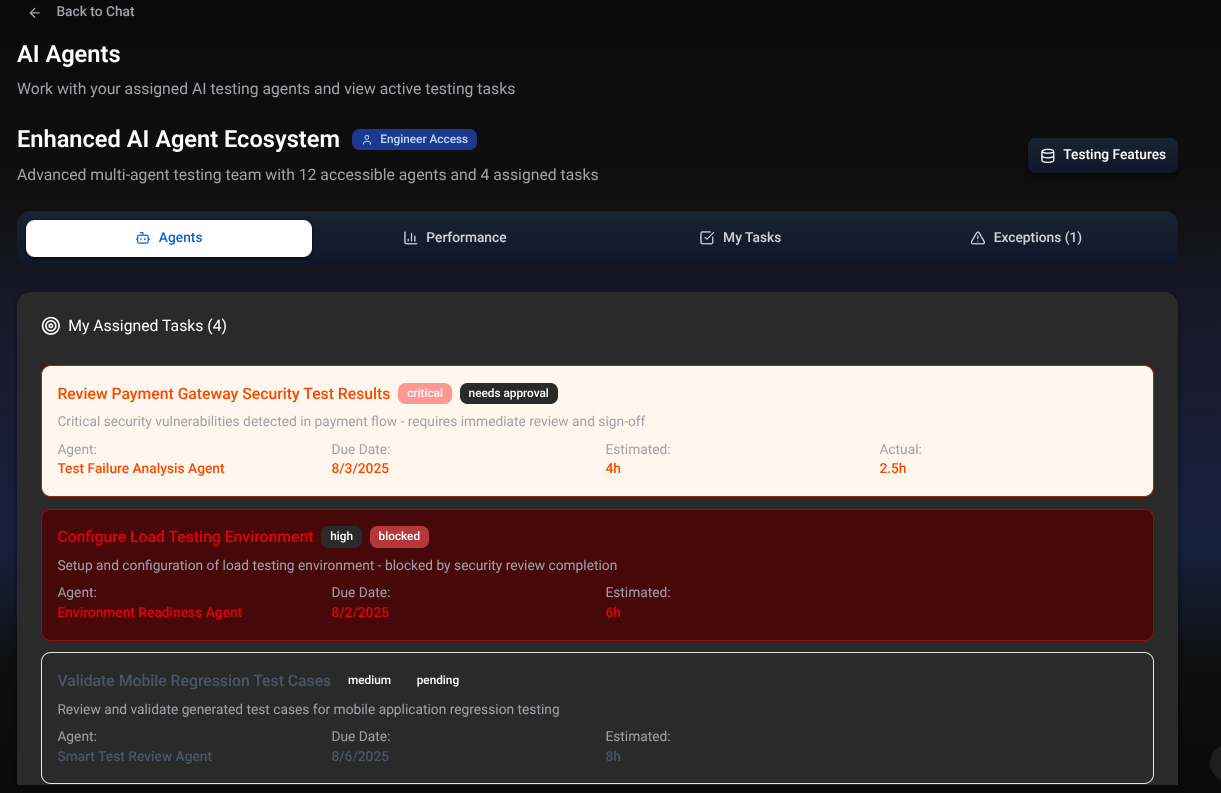 Back to Chat
AI Agents
Work with your assigned AI testing agents and view active testing tasks
Enhanced AI Agent Ecosystem Engineer Access
Testing Features
Advanced multi-agent testing team with 12 accessible agents and 4 assigned tasks
Agents Performance My Tasks Exceptions (1)
My Assigned Tasks (4)
Review Payment Gateway Security Test Results critical needs approval
Critical security vulnerabilities detected in payment flow - requires immediate review and sign-off
Agent: Due Date: Estimated: Actual:
Test Failure Analysis Agent 8/3/2025 4h 2.5h
Configure Load Testing Environment high blocked
Setup and configuration of load testing environment - blocked by security review completion
Agent: Due Date: Estimated:
Environment Readiness Agent 8/2/2025 6h
Validate Mobile Regression Test Cases medium pending
Review and validate generated test cases for mobile application regression testing
Agent: Due Date: Estimated:
Smart Test Review Agent 8/6/2025 8h